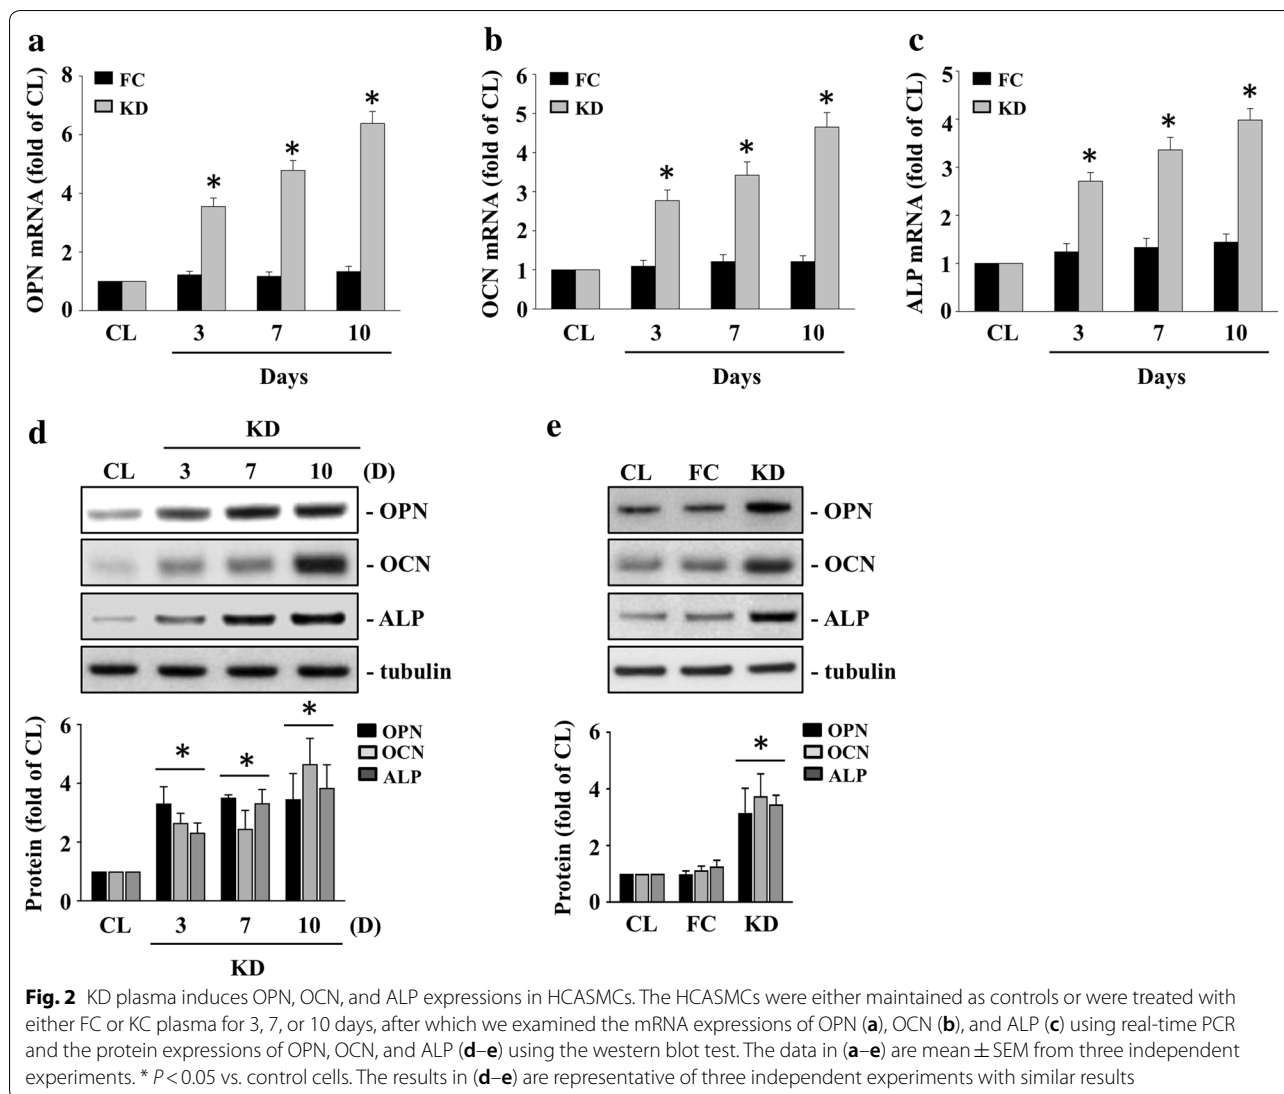 a
FC
KD
OPN mRNA (fold of CL)
8
6
4
2
0
*
*
*
CL 3 7 10
Days
b
FC
KD
OCN mRNA (fold of CL)
6
5
4
3
2
1
0
*
*
*
CL 3 7 10
Days
c
FC
KD
ALP mRNA (fold of CL)
5
4
3
2
1
0
*
*
*
CL 3 7 10
Days
d
KD
CL 3 7 10 (D)
- OPN
- OCN
- ALP
- tubulin
Protein (fold of CL)
6
4
2
0
*
*
*
OPN
OCN
ALP
CL 3 7 10 (D)
KD
e
CL FC KD
- OPN
- OCN
- ALP
- tubulin
Protein (fold of CL)
6
4
2
0
*
OPN
OCN
ALP
CL FC KD
Fig. 2 KD plasma induces OPN, OCN, and ALP expressions in HCASMCs. The HCASMCs were either maintained as controls or were treated with
either FC or KC plasma for 3, 7, or 10 days, after which we examined the mRNA expressions of OPN (a), OCN (b), and ALP (c) using real-time PCR
and the protein expressions of OPN, OCN, and ALP (d–e) using the western blot test. The data in (a–e) are mean ± SEM from three independent
experiments. * P < 0.05 vs. control cells. The results in (d–e) are representative of three independent experiments with similar results